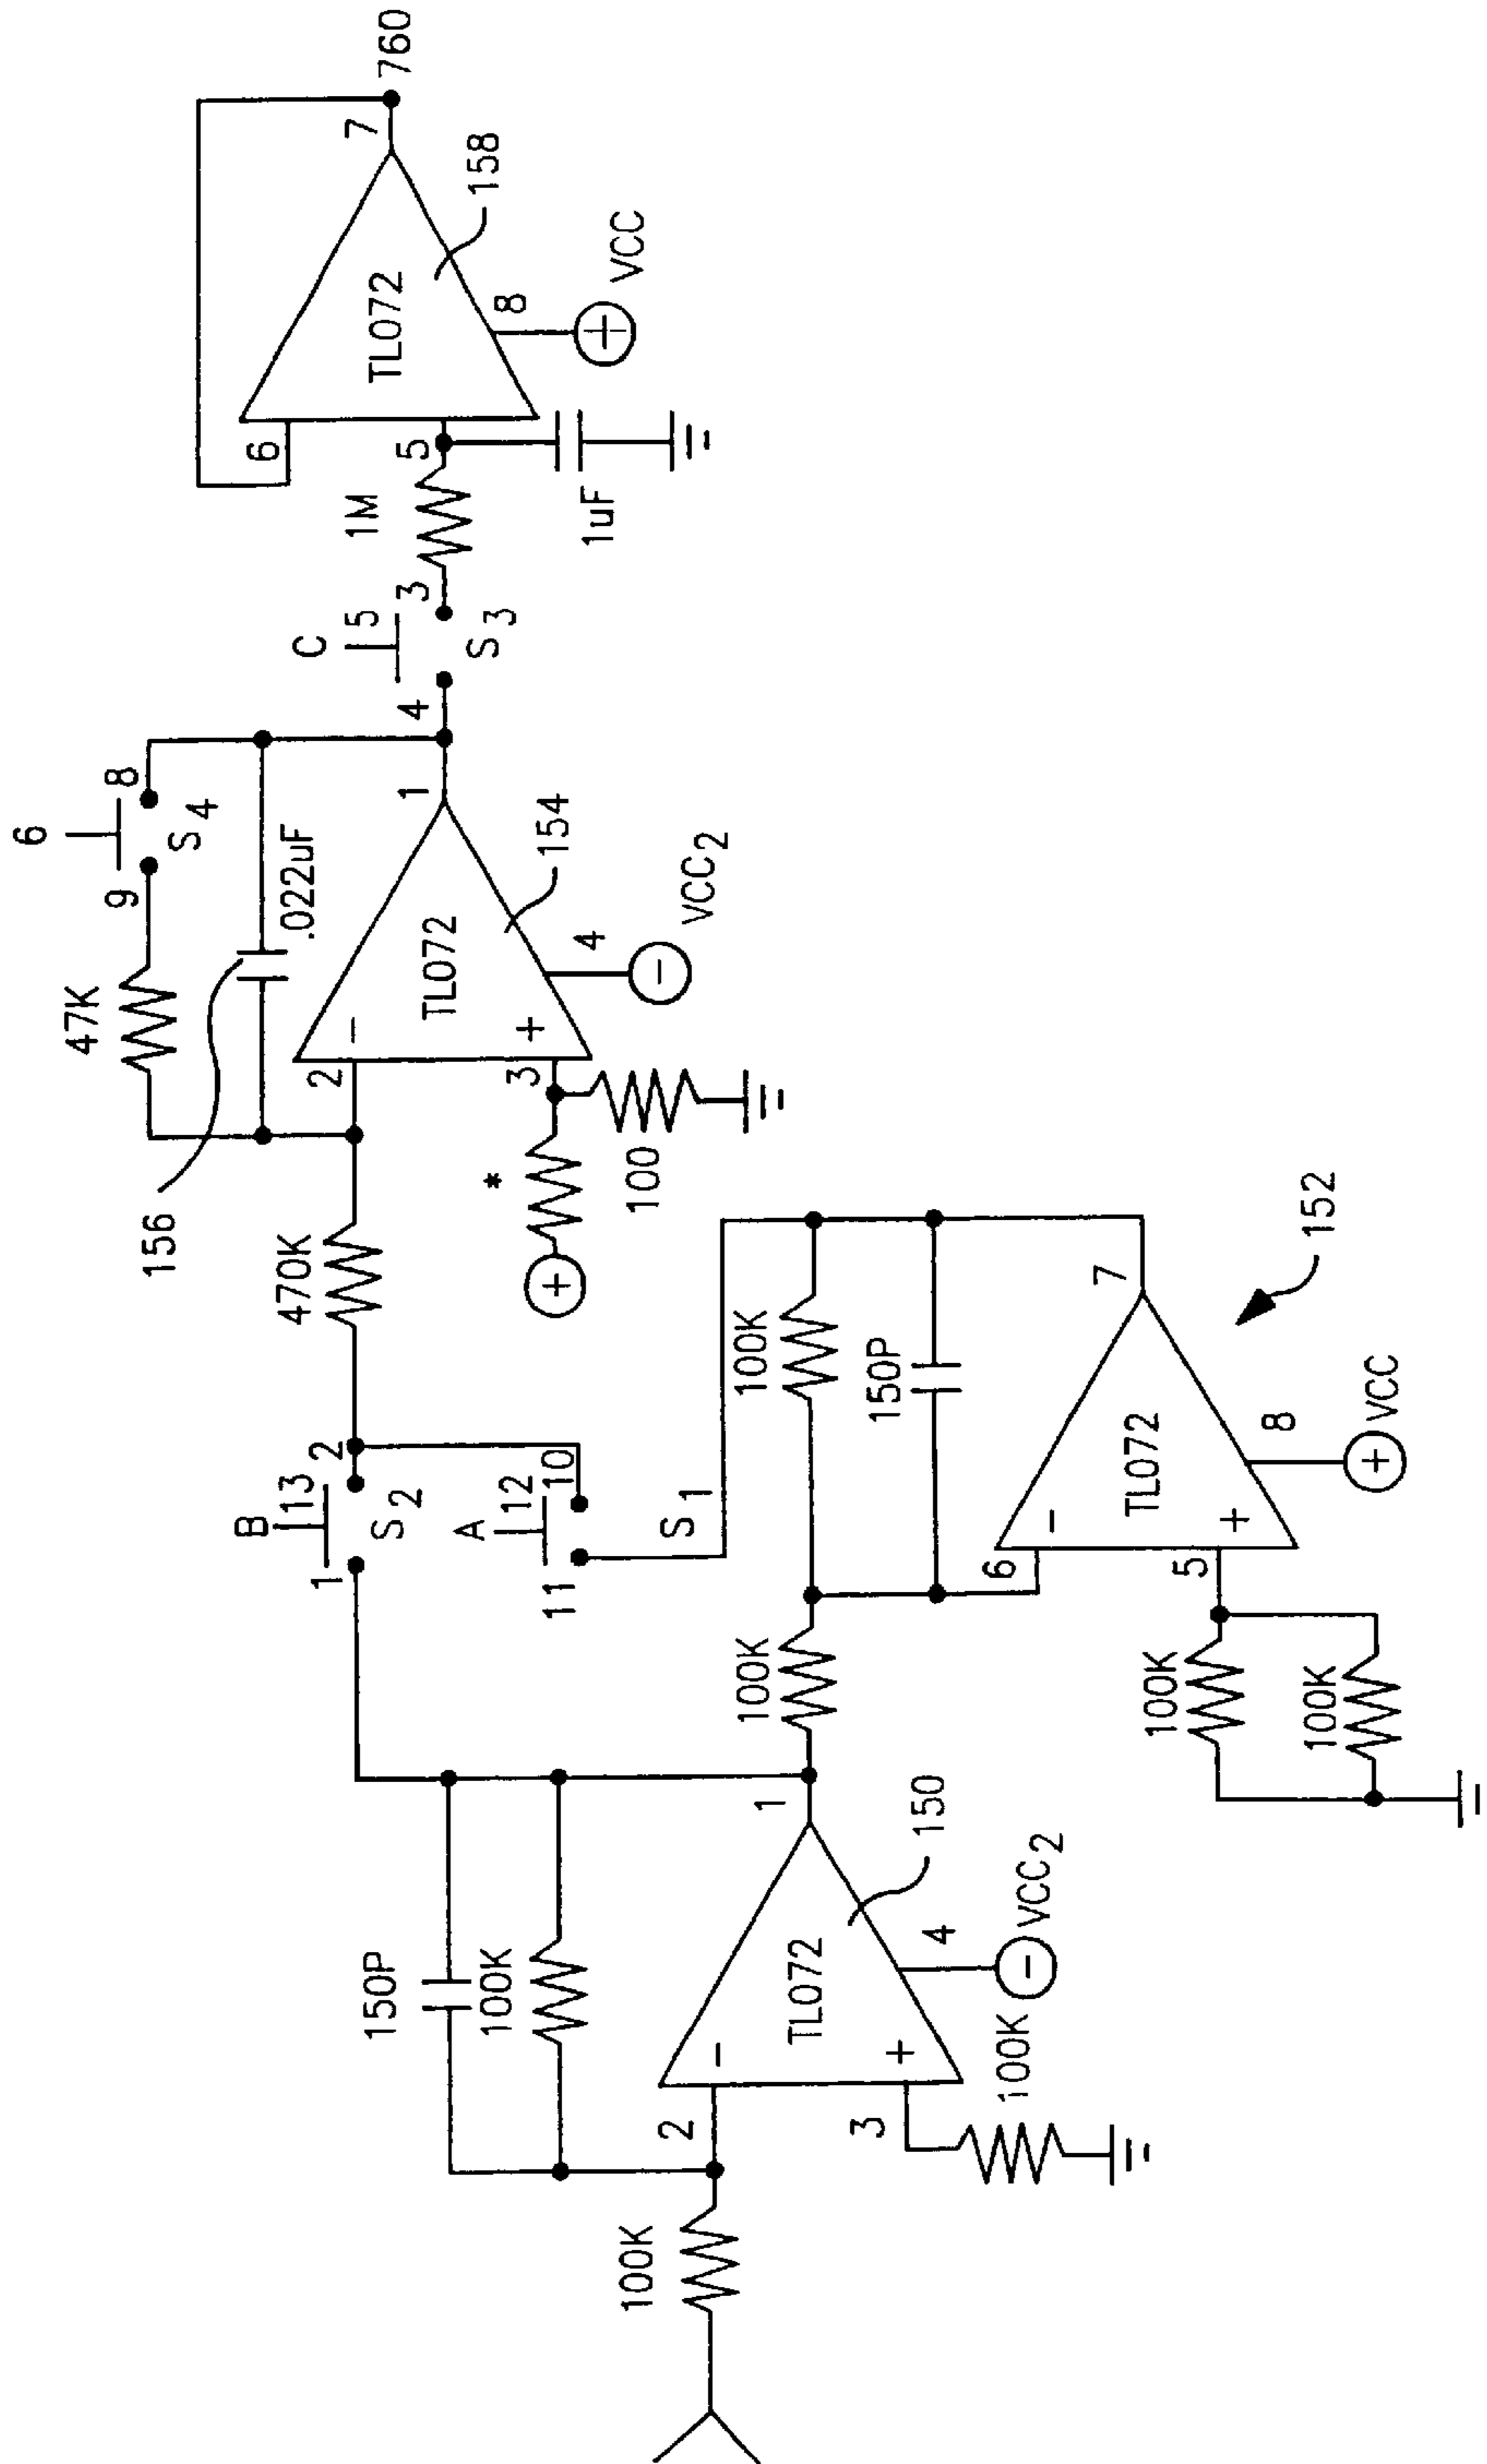 760
7
158
TL072
6
5
8
VCC
1M
1uF
3
C
5
S3
4
6
8
S4
9
.022uF
47K
1
154
TL072
-
+
2
3
4
VCC2
*
100
156
470K
B
13
2
S2
1
A
12
10
11
S1
100K
150P
7
152
TL072
-
+
6
5
8
VCC
100K
100K
100K
150P
100K
1
150
TL072
-
+
2
3
4
VCC2
100K
100K